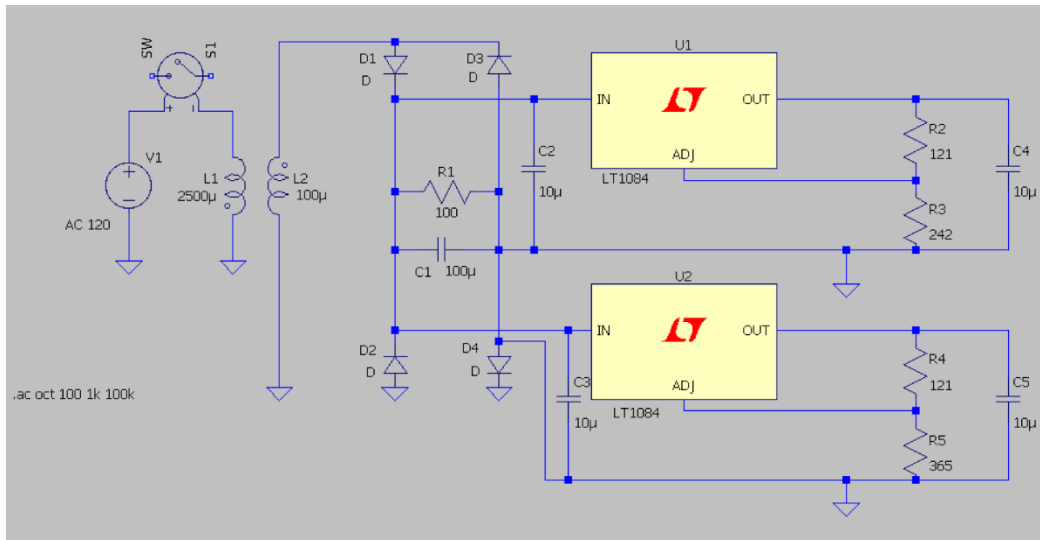 SW
S1
V1
AC 120
L1
2500µ
L2
100µ
.ac oct 100 1k 100k
D1
D
D3
D
R1
100
C1
100µ
D2
D
D4
D
C2
10µ
U1
IN
OUT
ADJ
LT1084
R2
121
R3
242
C4
10µ
C3
10µ
U2
IN
OUT
ADJ
LT1084
R4
121
R5
365
C5
10µ